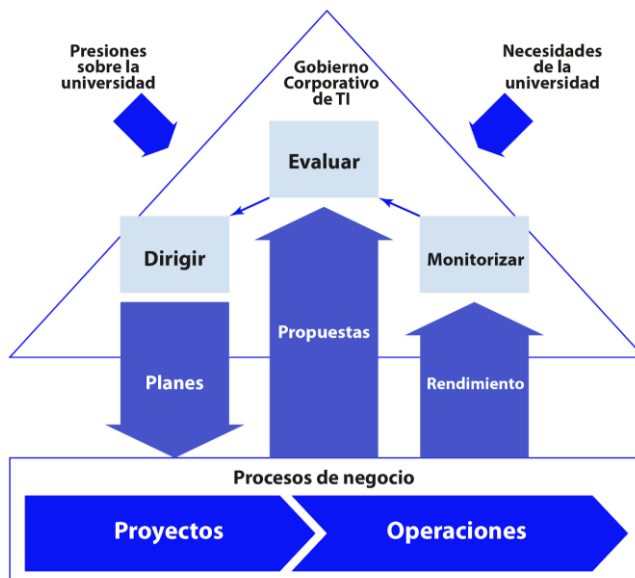 Presiones
sobre la
universidad
Gobierno
Corporativo
de TI
Necesidades
de la
universidad
Evaluar
Dirigir
Monitorizar
Planes
Propuestas
Rendimiento
Procesos de negocio
Proyectos
Operaciones